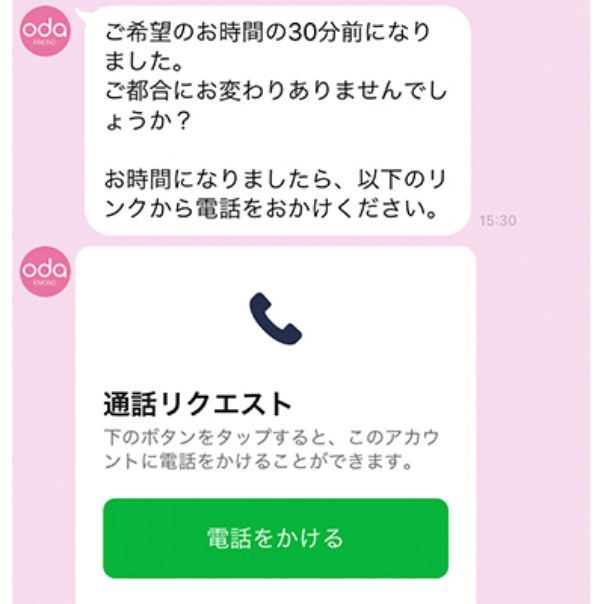 oda
KIMONO
ご希望のお時間の30分前になり
ました。
ご都合にお変わりありませんでし
ょうか？
お時間になりましたら、以下のリ
ンクから電話をおかけください。
15:30
oda
KIMONO
通話リクエスト
下のボタンをタップすると、このアカウ
ントに電話をかけることができます。
電話をかける